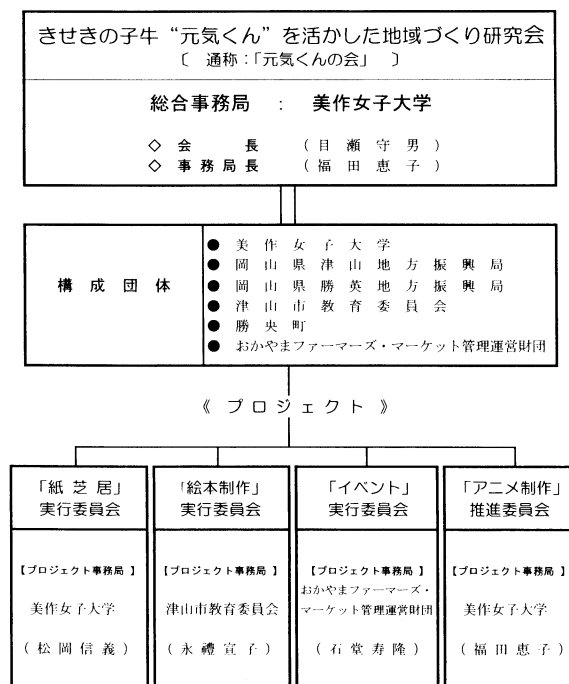 きせきの子牛“元気くん”を活かした地域づくり研究会
〔 通称：「元気くんの会」 〕
総合事務局 : 美作女子大学
◇ 会長 （目瀬守男）
◇ 事務局長 （福田恵子）
構成団体
● 美作女子大学
● 岡山県津山地方振興局
● 岡山県勝英地方振興局
● 津山市教育委員会
● 勝央町
● おかやまファーマーズ・マーケット管理運営財団
《 プロジェクト 》
「紙芝居」
実行委員会
【プロジェクト事務局】
美作女子大学
（松岡信義）
「絵本制作」
実行委員会
【プロジェクト事務局】
津山市教育委員会
（永禮宣子）
「イベント」
実行委員会
【プロジェクト事務局】
おかやまファーマーズ・
マーケット管理運営財団
（石堂寿隆）
「アニメ制作」
推進委員会
【プロジェクト事務局】
美作女子大学
（福田恵子）